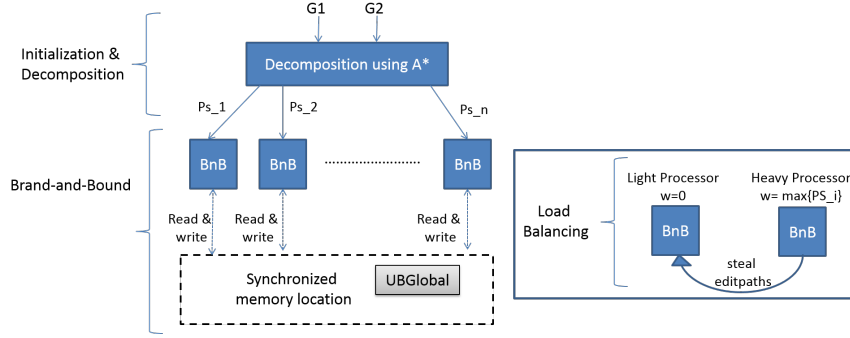 G1
G2
Initialization &
Decomposition
Decomposition using A*
Ps_1
Ps_2
Ps_n
BnB
BnB
BnB
Brand-and-Bound
Read &
write
Read &
write
Read &
write
Synchronized
memory location
UBGlobal
Load
Balancing
Light Processor
w=0
BnB
Heavy Processor
w= max{PS_i}
BnB
steal
editpaths